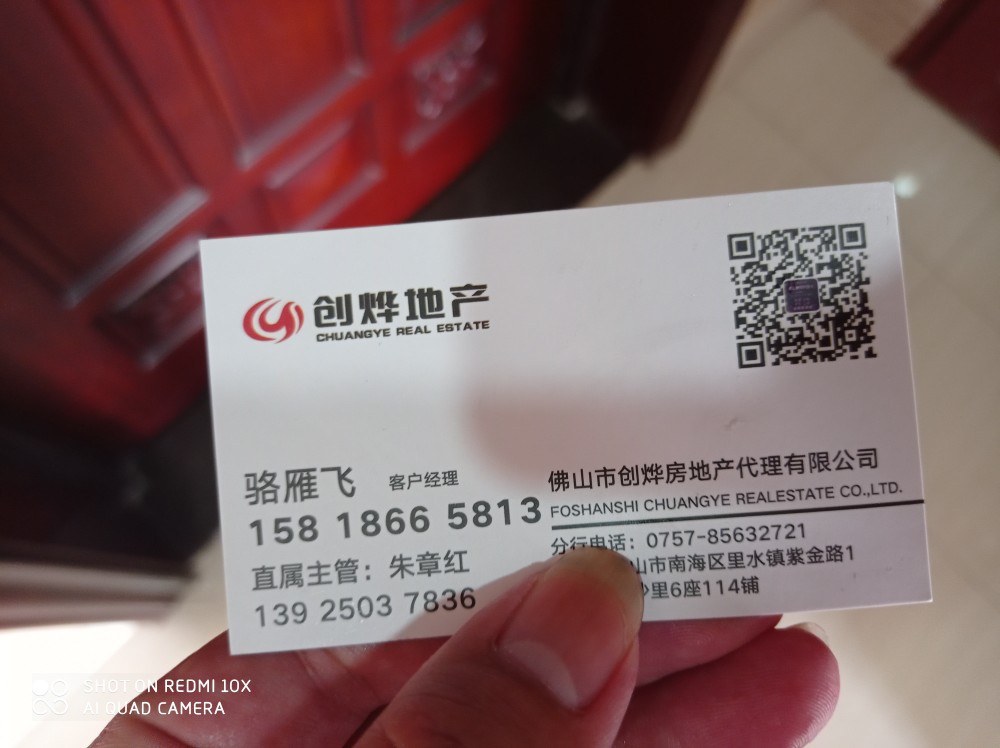 创烨地产
CHUANGYE REAL ESTATE
骆雁飞 客户经理
158 1866 5813
直属主管：朱章红
139 2503 7836
佛山市创烨房地产代理有限公司
FOSHANSHI CHUANGYE REALESTATE CO.,LTD.
分行电话：0757-85632721
山市南海区里水镇紫金路1
里6座114铺
SHOT ON REDMI 10X
AI QUAD CAMERA